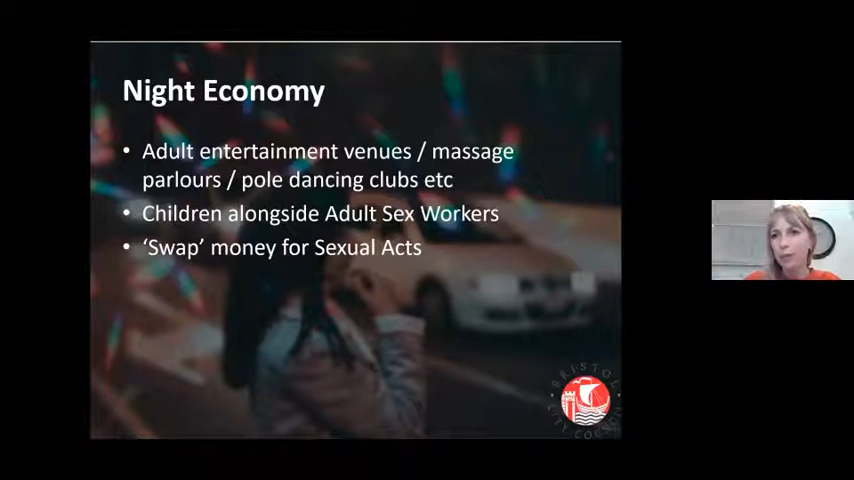 Night Economy
• Adult entertainment venues / massage
parlours / pole dancing clubs etc
• Children alongside Adult Sex Workers
• ‘Swap’ money for Sexual Acts
BRISTOL
CITY COUNCIL